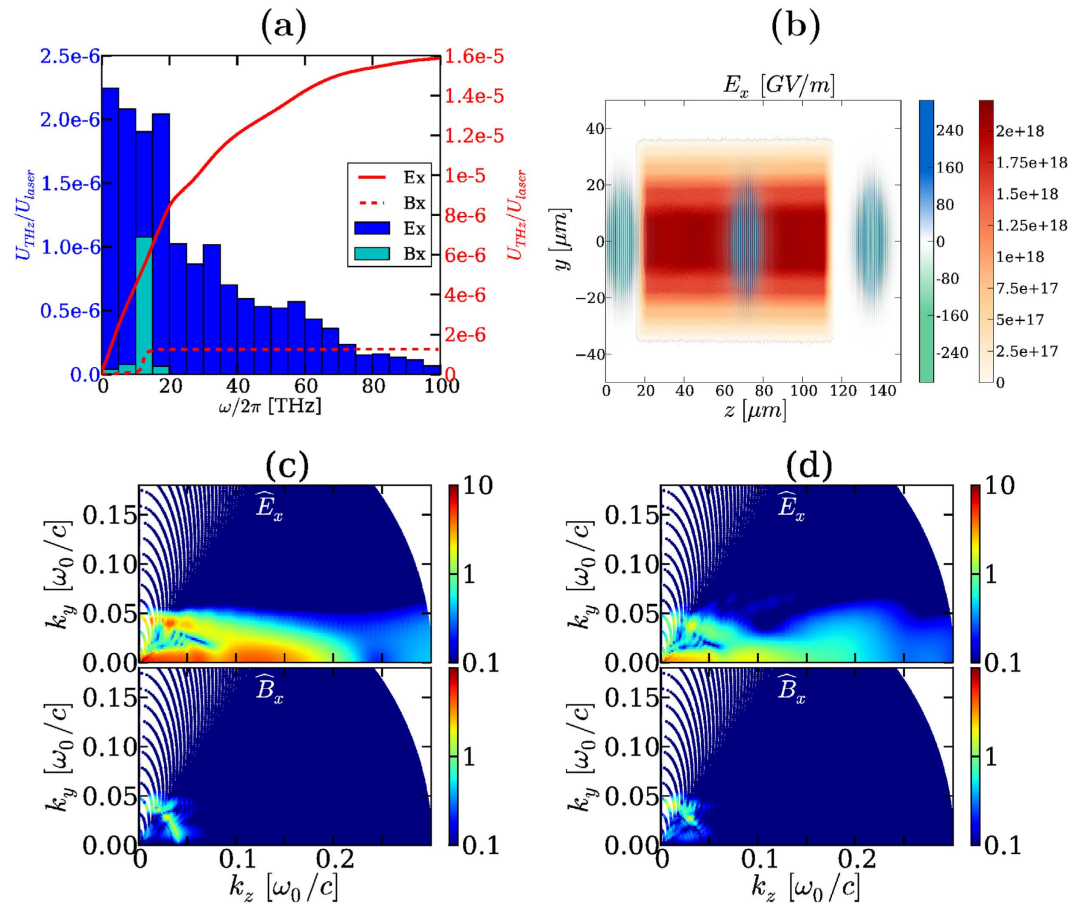 (a)
2.5e-6
2.0e-6
1.5e-6
1.0e-6
0.5e-6
0.0
U_THz/U_laser
1.6e-5
1.4e-5
1.2e-5
1e-5
8e-6
6e-6
4e-6
2e-6
0
U_THz/U_laser
Ex
Bx
Ex
Bx
0 20 40 60 80 100
ω/2π [THz]
(b)
E_x [GV/m]
40
20
0
−20
−40
y [μm]
0 20 40 60 80 100 120 140
z [μm]
240
160
80
0
-80
-160
-240
2e+18
1.75e+18
1.5e+18
1.25e+18
1e+18
7.5e+17
5e+17
2.5e+17
0
(c)
Ê_x
0.15
0.10
0.05
0.00
k_y [ω_0/c]
10
1
0.1
B̂_x
0.15
0.10
0.05
0.00
k_y [ω_0/c]
1
0.1
0 0.1 0.2
k_z [ω_0/c]
(d)
Ê_x
0.15
0.10
0.05
0.00
k_y [ω_0/c]
10
1
0.1
B̂_x
0.15
0.10
0.05
0.00
k_y [ω_0/c]
1
0.1
0 0.1 0.2
k_z [ω_0/c]